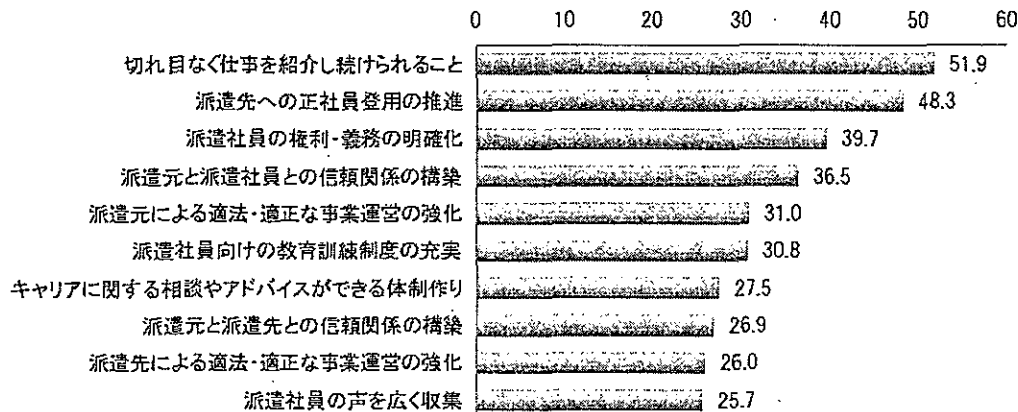 0 10 20 30 40 50 60
切れ目なく仕事を紹介し続けられること 51.9
派遣先への正社員登用の推進 48.3
派遣社員の権利・義務の明確化 39.7
派遣元と派遣社員との信頼関係の構築 36.5
派遣元による適法・適正な事業運営の強化 31.0
派遣社員向けの教育訓練制度の充実 30.8
キャリアに関する相談やアドバイスができる体制作り 27.5
派遣元と派遣先との信頼関係の構築 26.9
派遣先による適法・適正な事業運営の強化 26.0
派遣社員の声を広く収集 25.7